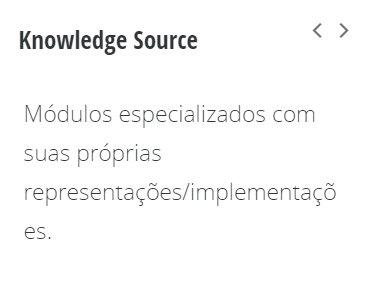 Knowledge Source
Módulos especializados com
suas próprias
representações/implementaçõ
es.